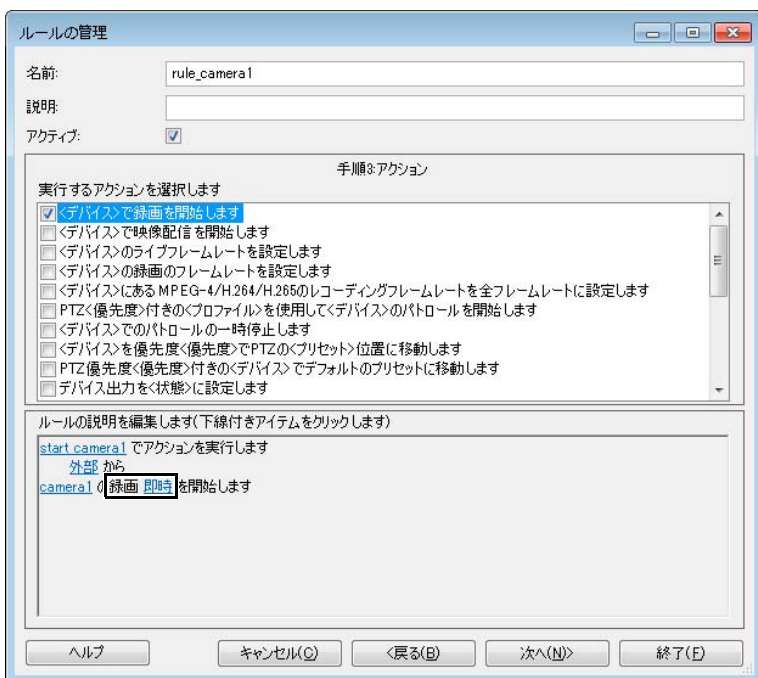 ルールの管理
名前: rule_camera1
説明:
アクティブ:
手順3:アクション
実行するアクションを選択します
<デバイス>で録画を開始します
<デバイス>で映像配信を開始します
<デバイス>のライブフレームレートを設定します
<デバイス>の録画のフレームレートを設定します
<デバイス>にあるMPEG-4/H.264/H.265のレコーディングフレームレートを全フレームレートに設定します
PTZ<優先度>付きの<プロファイル>を使用して<デバイス>のパトロールを開始します
<デバイス>でのパトロールの一時停止します
<デバイス>を優先度<優先度>でPTZの<プリセット>位置に移動します
PTZ優先度<優先度>付きの<デバイス>でデフォルトのプリセットに移動します
デバイス出力を<状態>に設定します
ルールの説明を編集します(下線付きアイテムをクリックします)
start camera1 でアクションを実行します
外部 から
camera1 の 録画 即時 を開始します
ヘルプ キャンセル(C) <戻る(B) 次へ(N)> 終了(F)